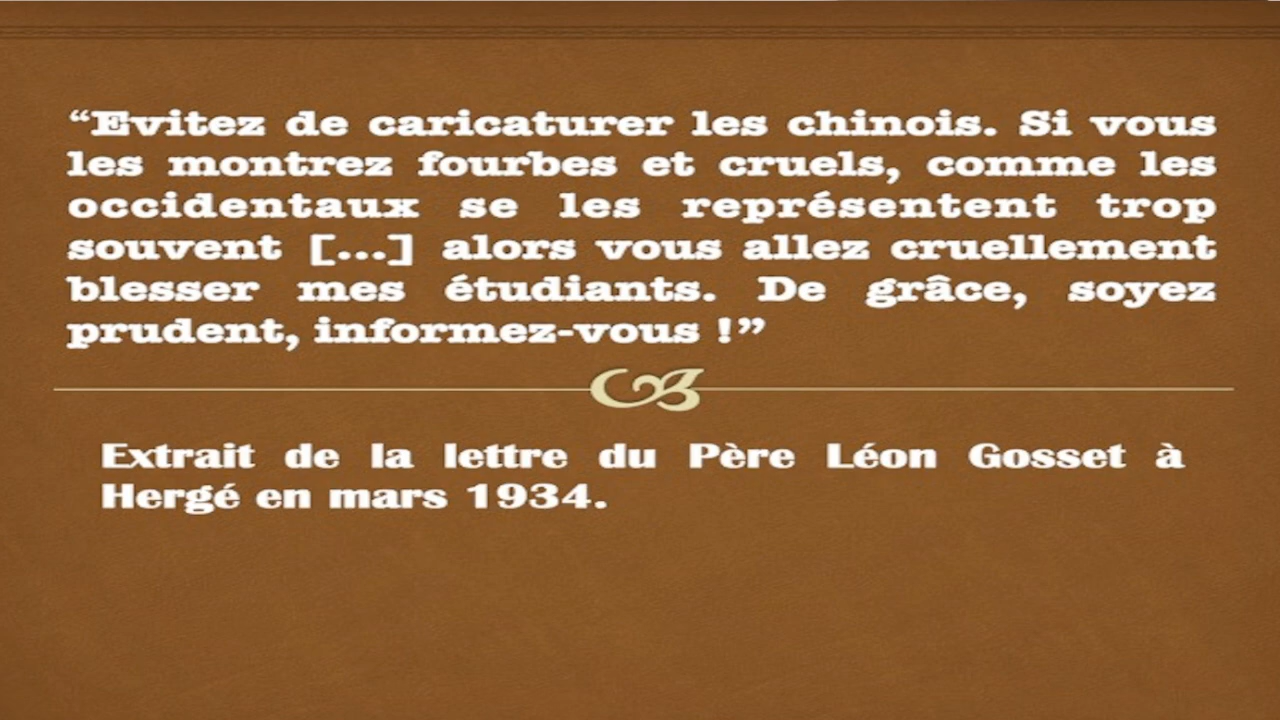 “Evitez de caricaturer les chinois. Si vous
les montrez fourbes et cruels, comme les
occidentaux se les représentent trop
souvent [...] alors vous allez cruellement
blesser mes étudiants. De grâce, soyez
prudent, informez-vous !”
Extrait de la lettre du Père Léon Gosset à
Hergé en mars 1934.